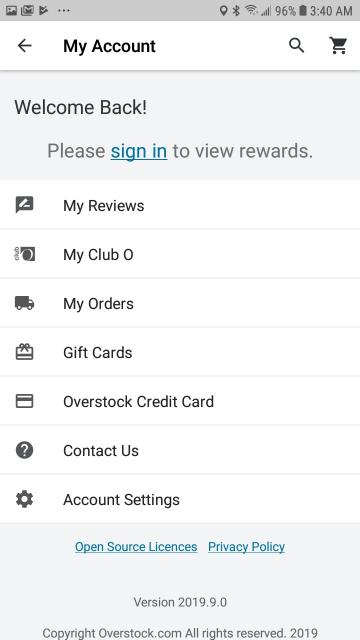 96% 3:40 AM
My Account
Welcome Back!
Please sign in to view rewards.
My Reviews
My Club O
My Orders
Gift Cards
Overstock Credit Card
Contact Us
Account Settings
Open Source Licences Privacy Policy
Version 2019.9.0
Copyright Overstock.com All rights reserved. 2019